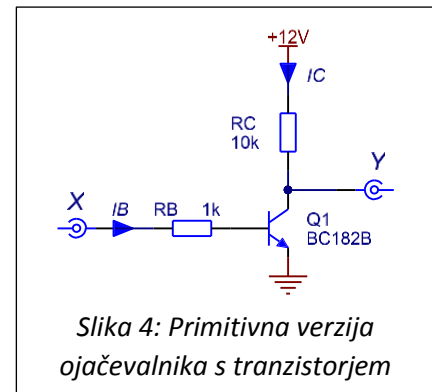 +12V
IC
RC
10k
Y
X
IB
RB
1k
Q1
BC182B
Slika 4: Primitivna verzija
ojačevalnika s tranzistorjem